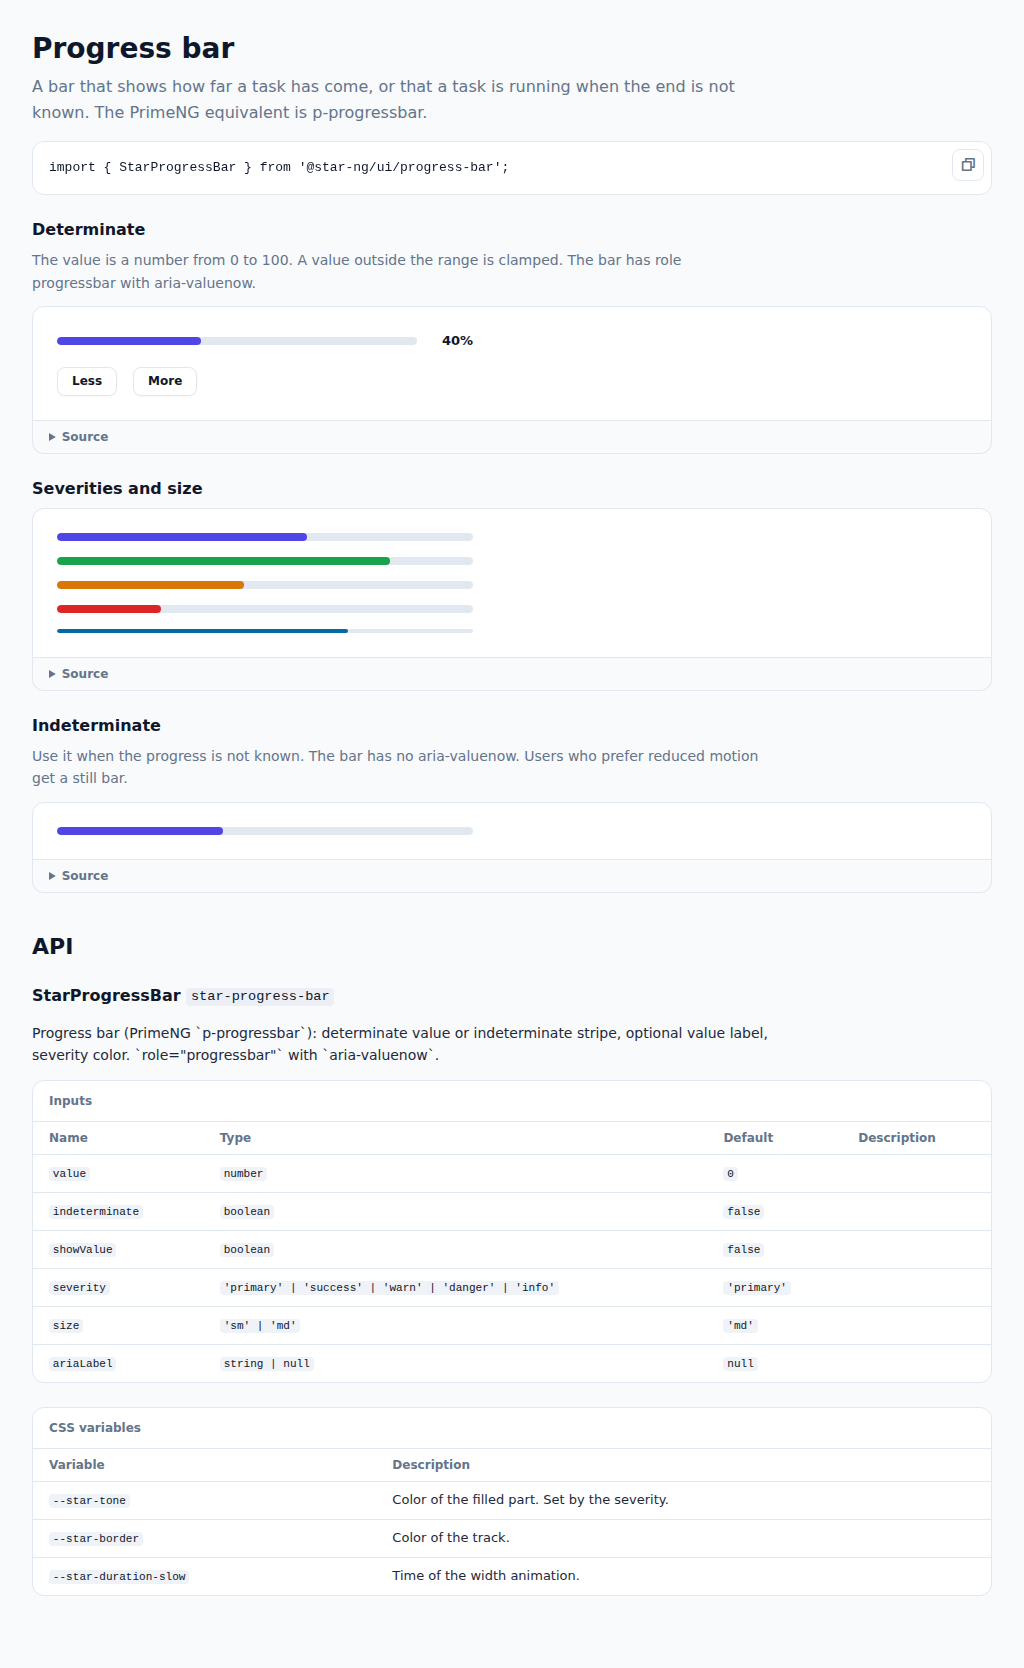 Progress bar
A bar that shows how far a task has come, or that a task is running when the end is not
known. The PrimeNG equivalent is p-progressbar.
import { StarProgressBar } from '@star-ng/ui/progress-bar';
Determinate
The value is a number from 0 to 100. A value outside the range is clamped. The bar has role
progressbar with aria-valuenow.
40%
Less More
Source
Severities and size
Source
Indeterminate
Use it when the progress is not known. The bar has no aria-valuenow. Users who prefer reduced motion
get a still bar.
Source
API
StarProgressBar star-progress-bar
Progress bar (PrimeNG `p-progressbar`): determinate value or indeterminate stripe, optional value label,
severity color. `role="progressbar"` with `aria-valuenow`.
Inputs
Name Type Default Description
value number 0
indeterminate boolean false
showValue boolean false
severity 'primary' | 'success' | 'warn' | 'danger' | 'info' 'primary'
size 'sm' | 'md' 'md'
ariaLabel string | null null
CSS variables
Variable Description
--star-tone Color of the filled part. Set by the severity.
--star-border Color of the track.
--star-duration-slow Time of the width animation.